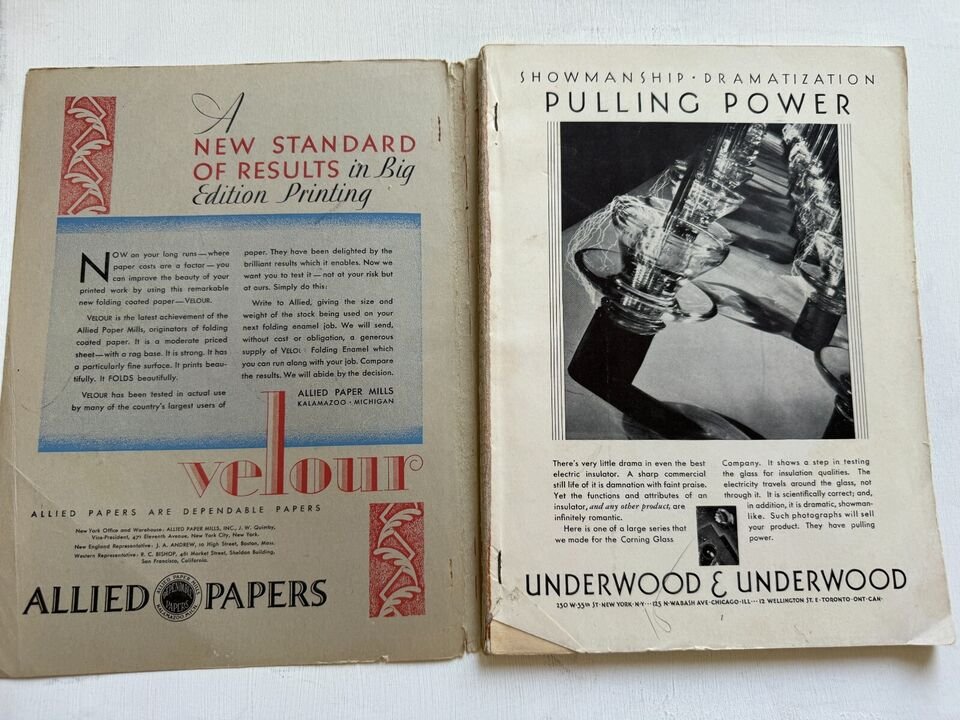 A
NEW STANDARD
OF RESULTS in Big
Edition Printing
NOW on your long runs—where
paper costs are a factor—you
can improve the beauty of your
printed work by using this remarkable
new folding coated paper—VELOUR.
VELOUR is the latest achievement of the
Allied Paper Mills, originators of folding
coated paper. It is a moderate priced
sheet—with a rag base. It is strong. It has
a particularly fine surface. It prints beau-
tifully. It FOLDS beautifully.
VELOUR has been tested in actual use
by many of the country's largest users of
paper. They have been delighted by the
brilliant results which it enables. Now we
want you to test it—not at your risk but
at ours. Simply do this:
Write to Allied, giving the size and
weight of the stock being used on your
next folding enamel job. We will send,
without cost or obligation, a generous
supply of Folding Enamel which
you can run along with your job. Compare
the results. We will abide by the decision.
ALLIED PAPER MILLS
KALAMAZOO · MICHIGAN
velour
ALLIED PAPERS ARE DEPENDABLE PAPERS
New York Office and Warehouse: ALLIED PAPER MILLS, INC., J. W. Quimby,
Vice-President, 471 Eleventh Avenue, New York City, New York.
New England Representative: J. A. ANDREW, 10 High Street, Boston, Mass.
Western Representative: R. C. BISHOP, 461 Market Street, Sheldon Building,
San Francisco, California.
ALLIED PAPERS
ALLIED PAPER MILLS
DEPENDABLE
PAPERS
KALAMAZOO, MICH.
SHOWMANSHIP · DRAMATIZATION
PULLING POWER
There's very little drama in even the best
electric insulator. A sharp commercial
still life of it is damnation with faint praise.
Yet the functions and attributes of an
insulator, and any other product, are
infinitely romantic.
Here is one of a large series that
we made for the Corning Glass
Company. It shows a step in testing
the glass for insulation qualities. The
electricity travels around the glass, not
through it. It is scientifically correct; and,
in addition, it is dramatic, showman-
like. Such photographs will sell
your product. They have pulling
power.
UNDERWOOD & UNDERWOOD
230 W·55th ST·NEW YORK·N·Y···125 N·WABASH AVE·CHICAGO·ILL···12 WELLINGTON ST. E·TORONTO·ONT·CAN·